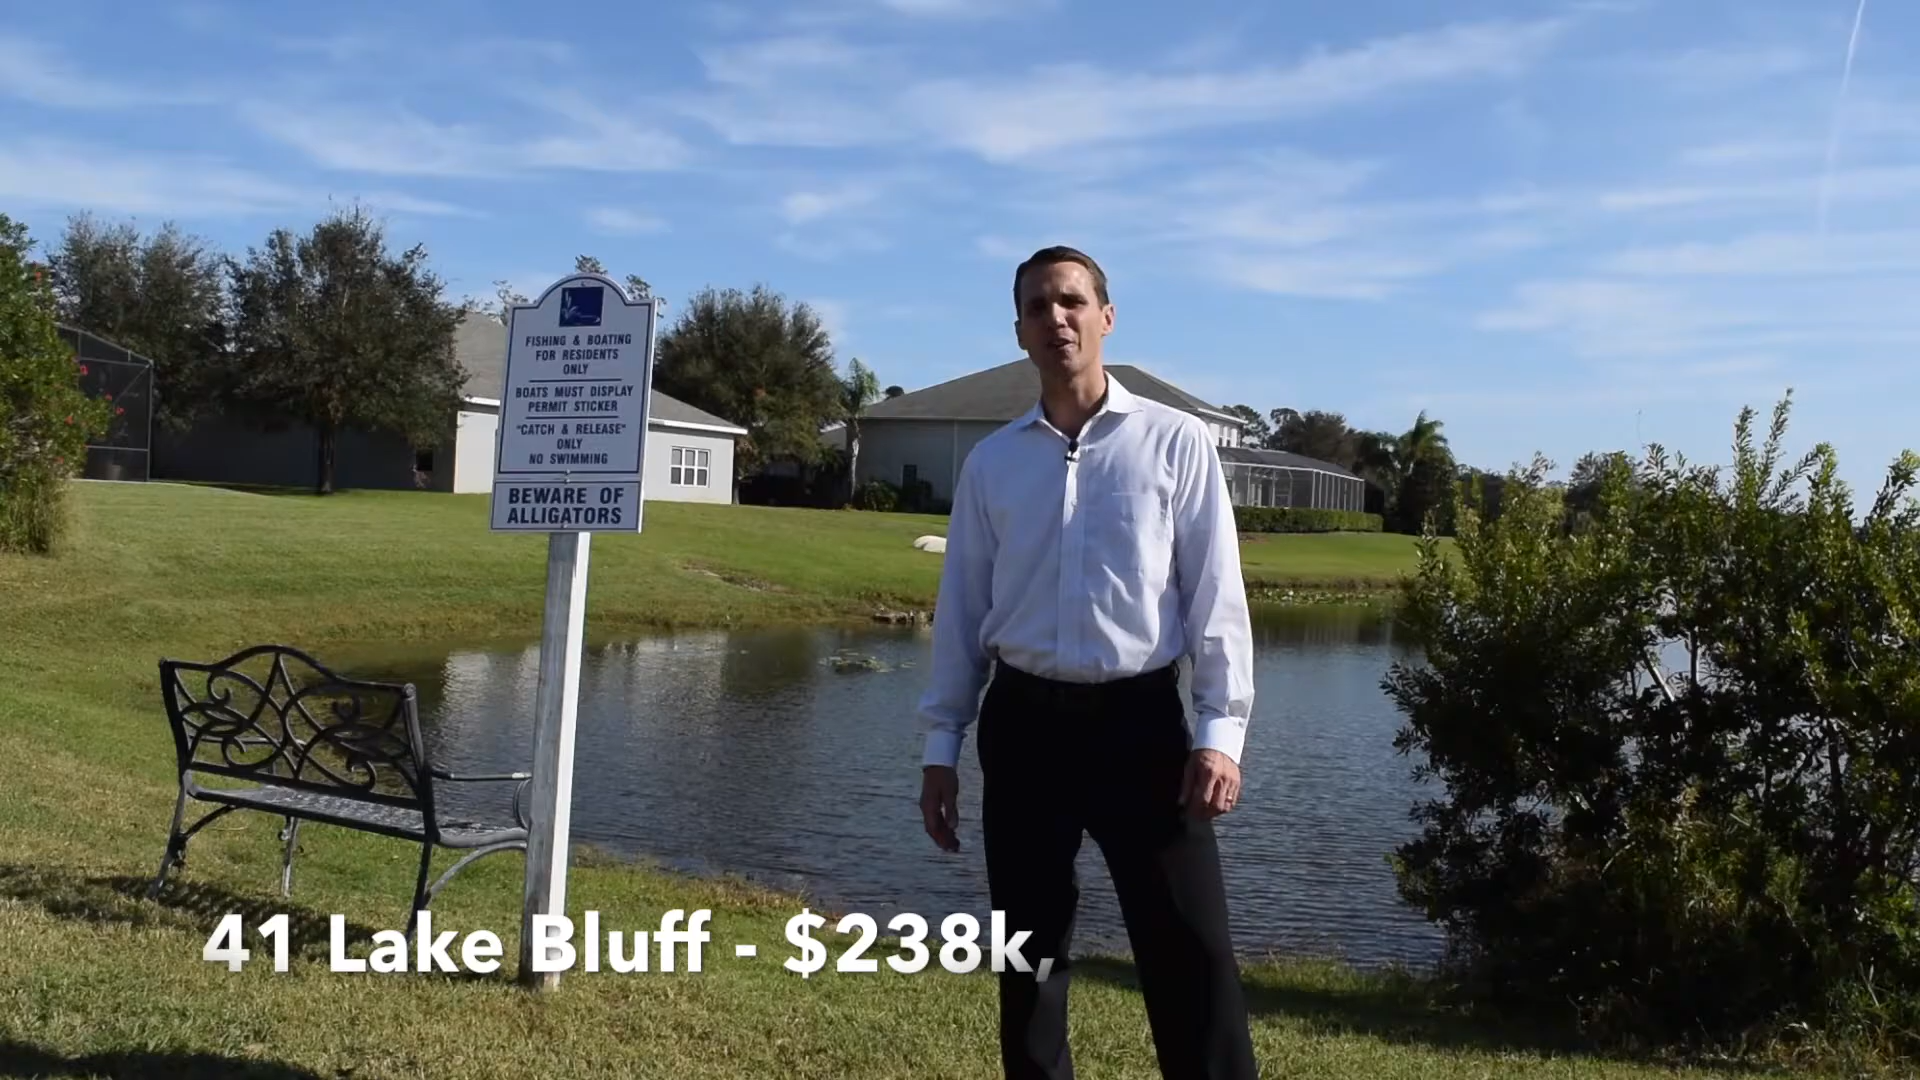 FISHING & BOATING
FOR RESIDENTS
ONLY
BOATS MUST DISPLAY
PERMIT STICKER
"CATCH & RELEASE"
ONLY
NO SWIMMING
BEWARE OF
ALLIGATORS
41 Lake Bluff - $238k,